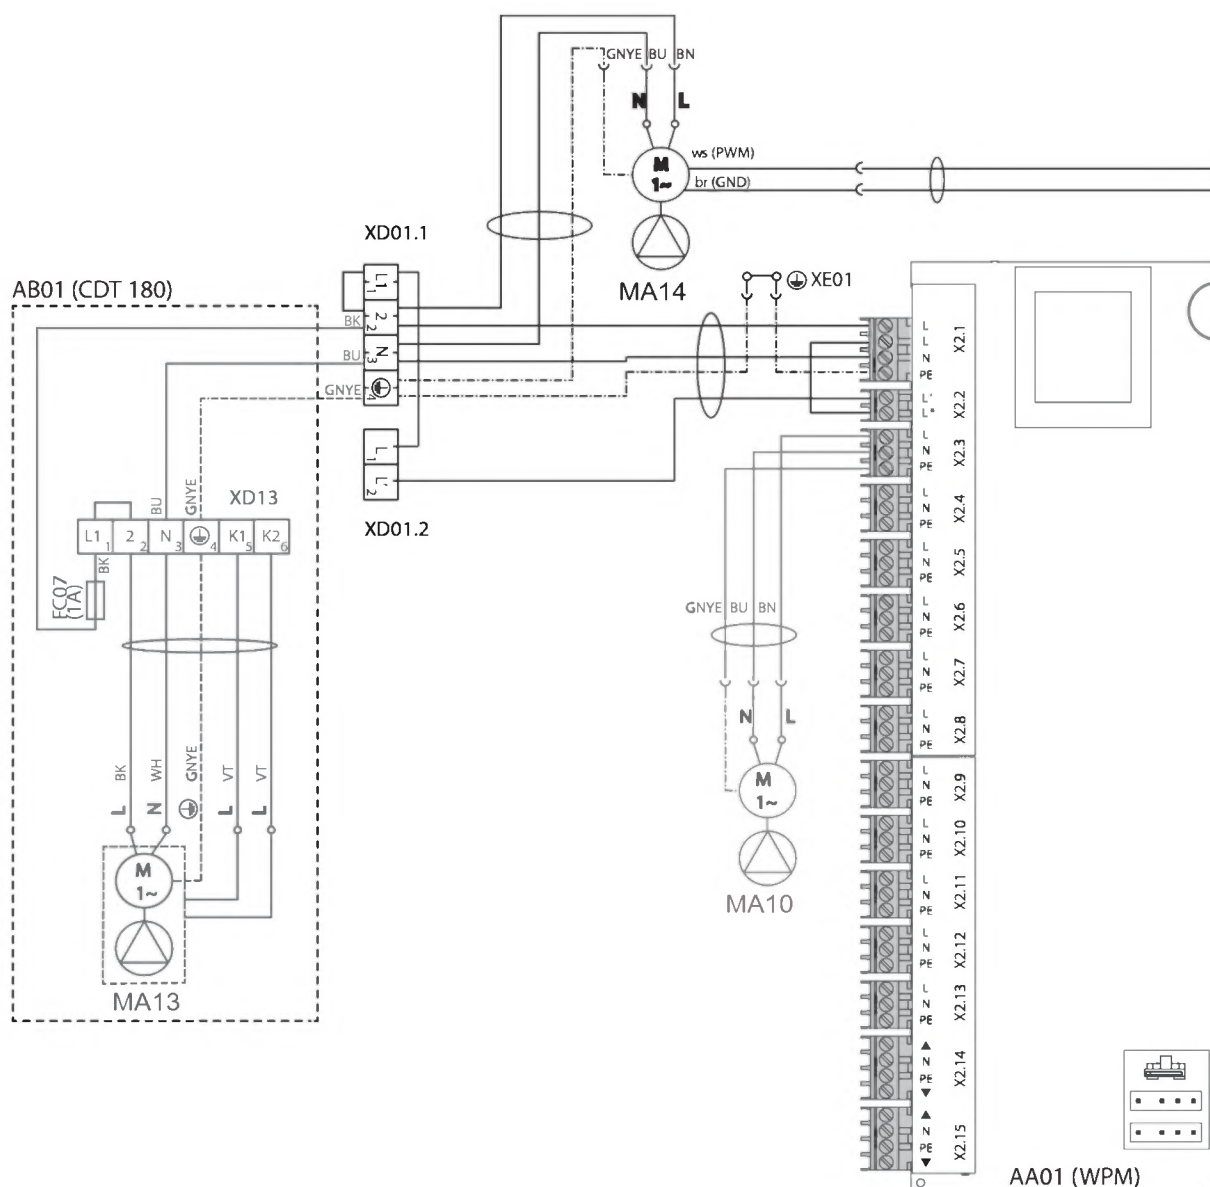 GNYE BU BN
N L
M
1~
ws (PWM)
br (GND)
MA14
XD01.1
L 1
2 2
N 3
4
L 1
L' 2
XD01.2
XE01
AB01 (CDT 180)
BK
BU
GNYE
BU
GNYE
XD13
L1 1
2 2
N 3
4
K1 5
K2 6
BK
FC07
(1 A)
BK
WH
GNYE
VT
VT
L
N
L
L
M
1~
MA13
GNYE BU BN
N L
M
1~
MA10
L
L
N
PE
X2.1
L'
L*
X2.2
L
N
PE
X2.3
L
N
PE
X2.4
L
N
PE
X2.5
L
N
PE
X2.6
L
N
PE
X2.7
L
N
PE
X2.8
L
N
PE
X2.9
L
N
PE
X2.10
L
N
PE
X2.11
L
N
PE
X2.12
L
N
PE
X2.13
▲
N
PE
▼
X2.14
▲
N
PE
▼
X2.15
AA01 (WPM)